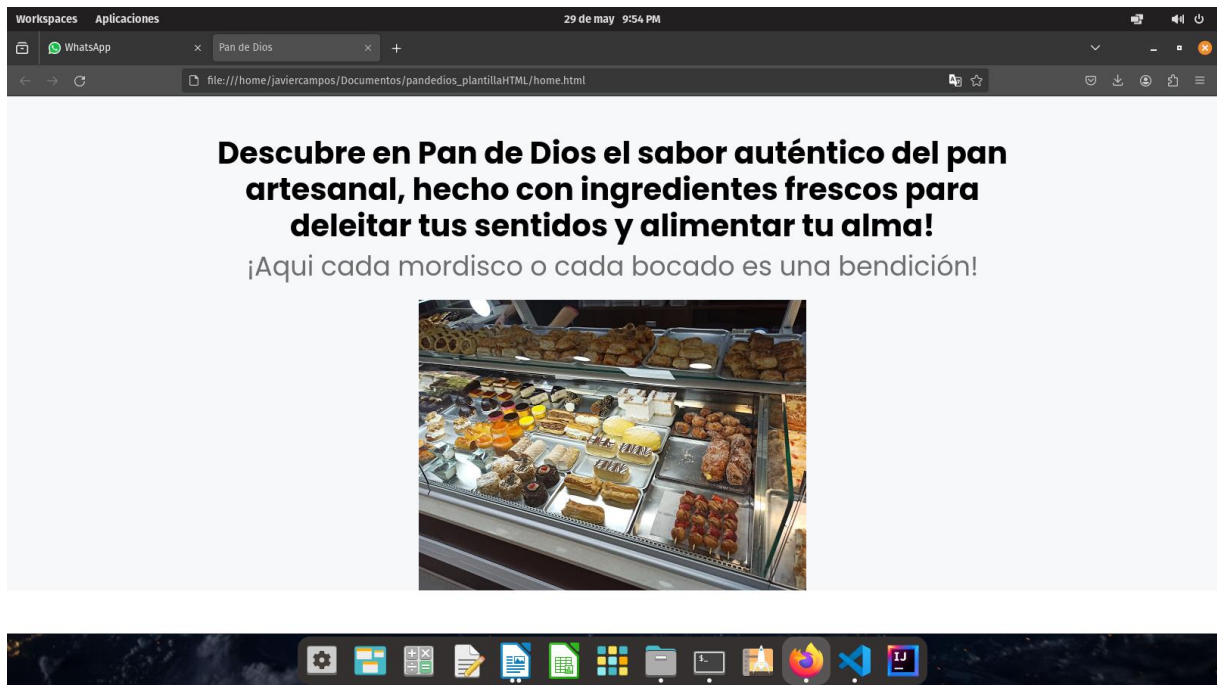 Workspaces Aplicaciones 29 de may 9:54 PM
WhatsApp Pan de Dios
file:///home/javiercampos/Documentos/pandedios_plantillaHTML/home.html
Descubre en Pan de Dios el sabor auténtico del pan
artesanal, hecho con ingredientes frescos para
deleitar tus sentidos y alimentar tu alma!
¡Aqui cada mordisco o cada bocado es una bendición!
IJ